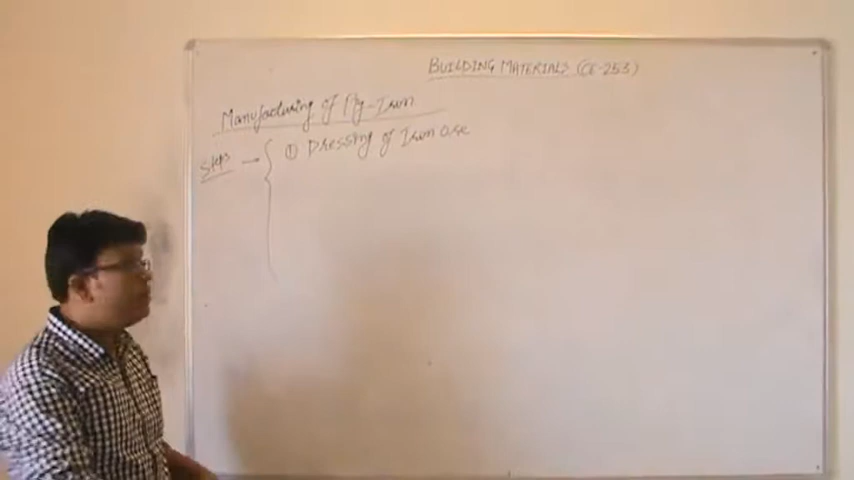 BUILDING MATERIALS (CE-253)
Manufacturing of Pig-Iron
Steps → ① Dressing of Iron Ore